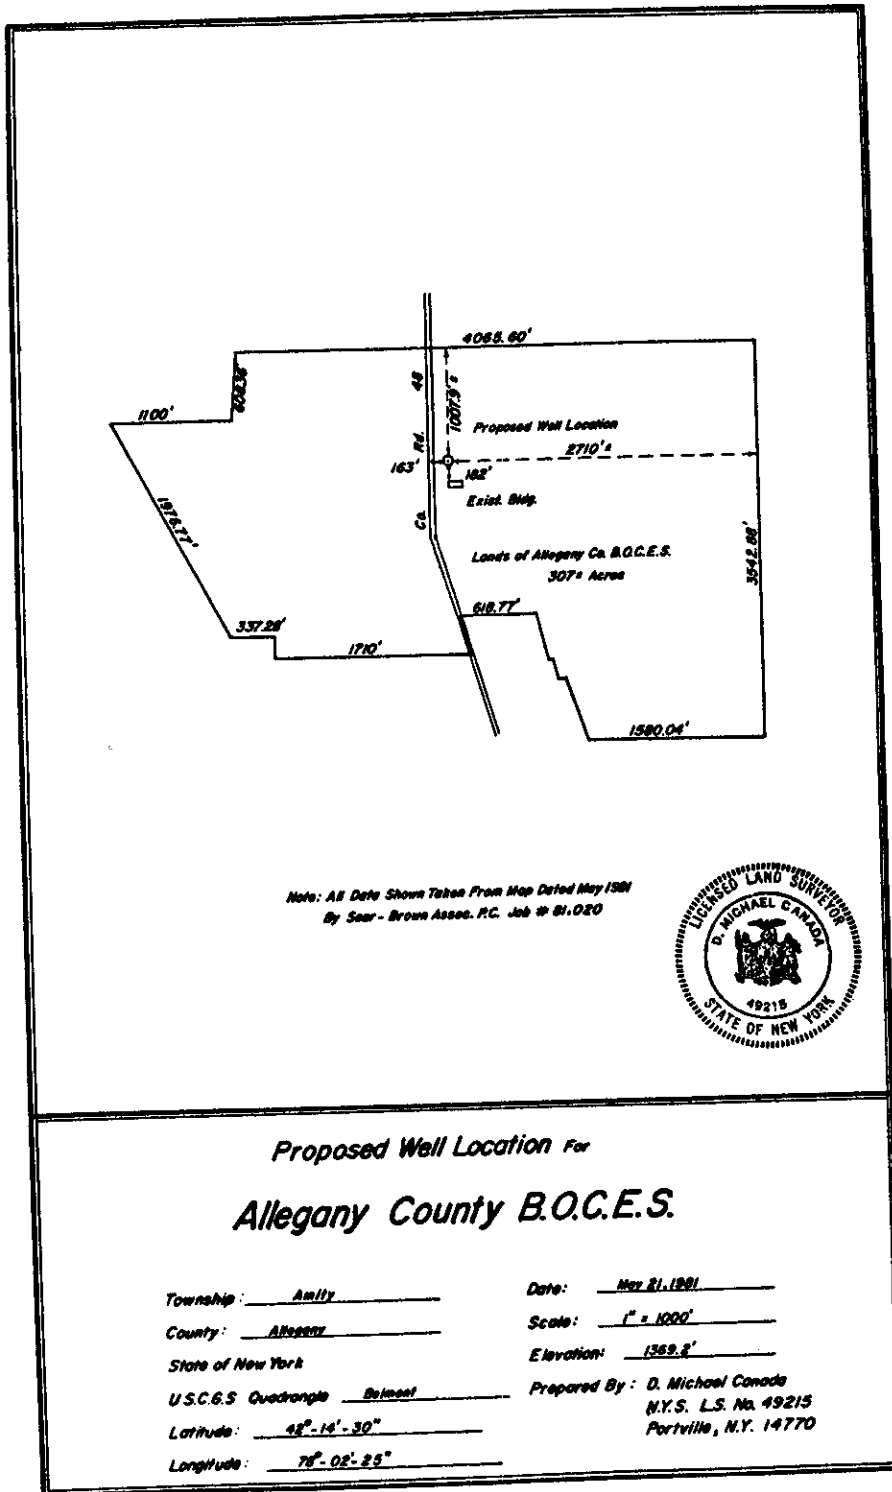 4065.60'
608.36'
1100'
48
1007.9'±
Proposed Well Location
Rd.
2710'±
163'
182'
Exist. Bldg.
Co.
1976.77'
3542.88'
Lands of Allegany Co. B.O.C.E.S.
307± Acres
618.77'
337.28'
1710'
1580.04'
Note: All Data Shown Taken From Map Dated May 1981
By Sear-Brown Assoc. P.C. Job # 81.020
LICENSED LAND SURVEYOR
D. MICHAEL CANADA
49215
STATE OF NEW YORK
Proposed Well Location For
Allegany County B.O.C.E.S.
Township: Amity
County: Allegany
State of New York
U.S.C.G.S Quadrangle Belmont
Latitude: 42°-14'-30"
Longitude: 78°-02'-25"
Date: May 21, 1981
Scale: 1" = 1000'
Elevation: 1369.2'
Prepared By: D. Michael Canada
N.Y.S. L.S. No. 49215
Portville, N.Y. 14770